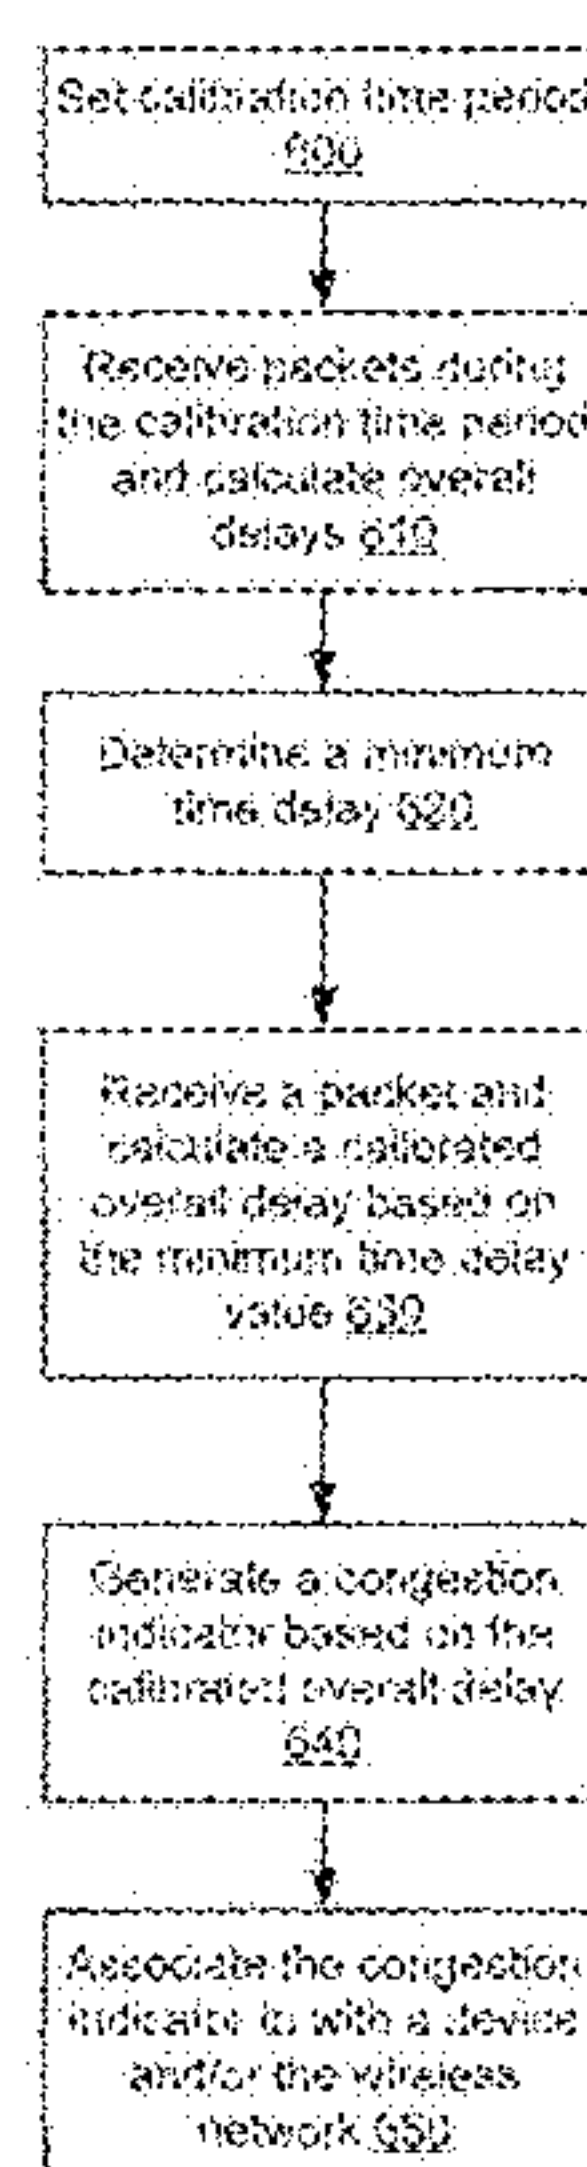 Set calibration time period
600
Receive packets during
the calibration time period
and calculate overall
delays 610
Determine a minimum
time delay 620
Receive a packet and
calculate a calibrated
overall delay based on
the minimum time delay
value 630
Generate a congestion
indicator based on the
calibrated overall delay
640
Associate the congestion
indicator to with a device
and/or the wireless
network 650